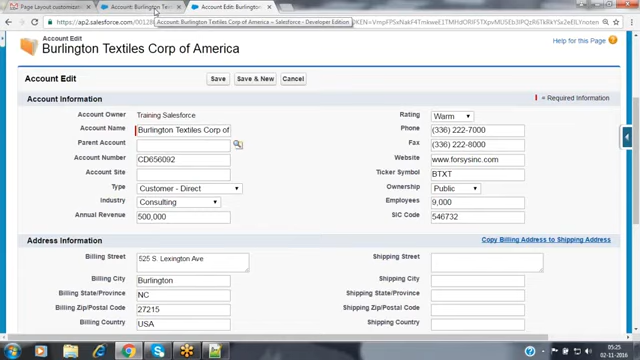 Page Layout customiza
Account: Burlington Tex
Account Edit: Burlington
https://ap2.salesforce.com/00128
Account: Burlington Textiles Corp of America ~ Salesforce - Developer Edition
Account Edit
Burlington Textiles Corp of America
Help for this Page
Account Edit
Save
Save & New
Cancel
Account Information
= Required Information
Account Owner Training Salesforce
Rating Warm
Account Name Burlington Textiles Corp of
Phone (336) 222-7000
Parent Account
Fax (336) 222-8000
Account Number CD656092
Website www.forsysinc.com
Account Site
Ticker Symbol BTXT
Type Customer - Direct
Ownership Public
Industry Consulting
Employees 9,000
Annual Revenue 500,000
SIC Code 546732
Address Information
Copy Billing Address to Shipping Address
Billing Street 525 S. Lexington Ave
Shipping Street
Billing City Burlington
Shipping City
Billing State/Province NC
Shipping State/Province
Billing Zip/Postal Code 27215
Shipping Zip/Postal Code
Billing Country USA
Shipping Country
05:25
02-11-2016